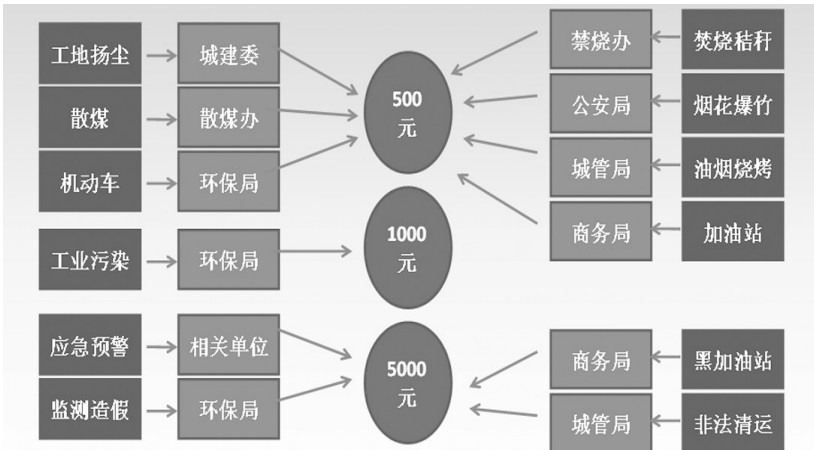 工地扬尘
城建委
散煤
散煤办
机动车
环保局
500
元
禁烧办
焚烧秸秆
公安局
烟花爆竹
城管局
油烟烧烤
商务局
加油站
工业污染
环保局
1000
元
应急预警
相关单位
监测造假
环保局
5000
元
商务局
黑加油站
城管局
非法清运